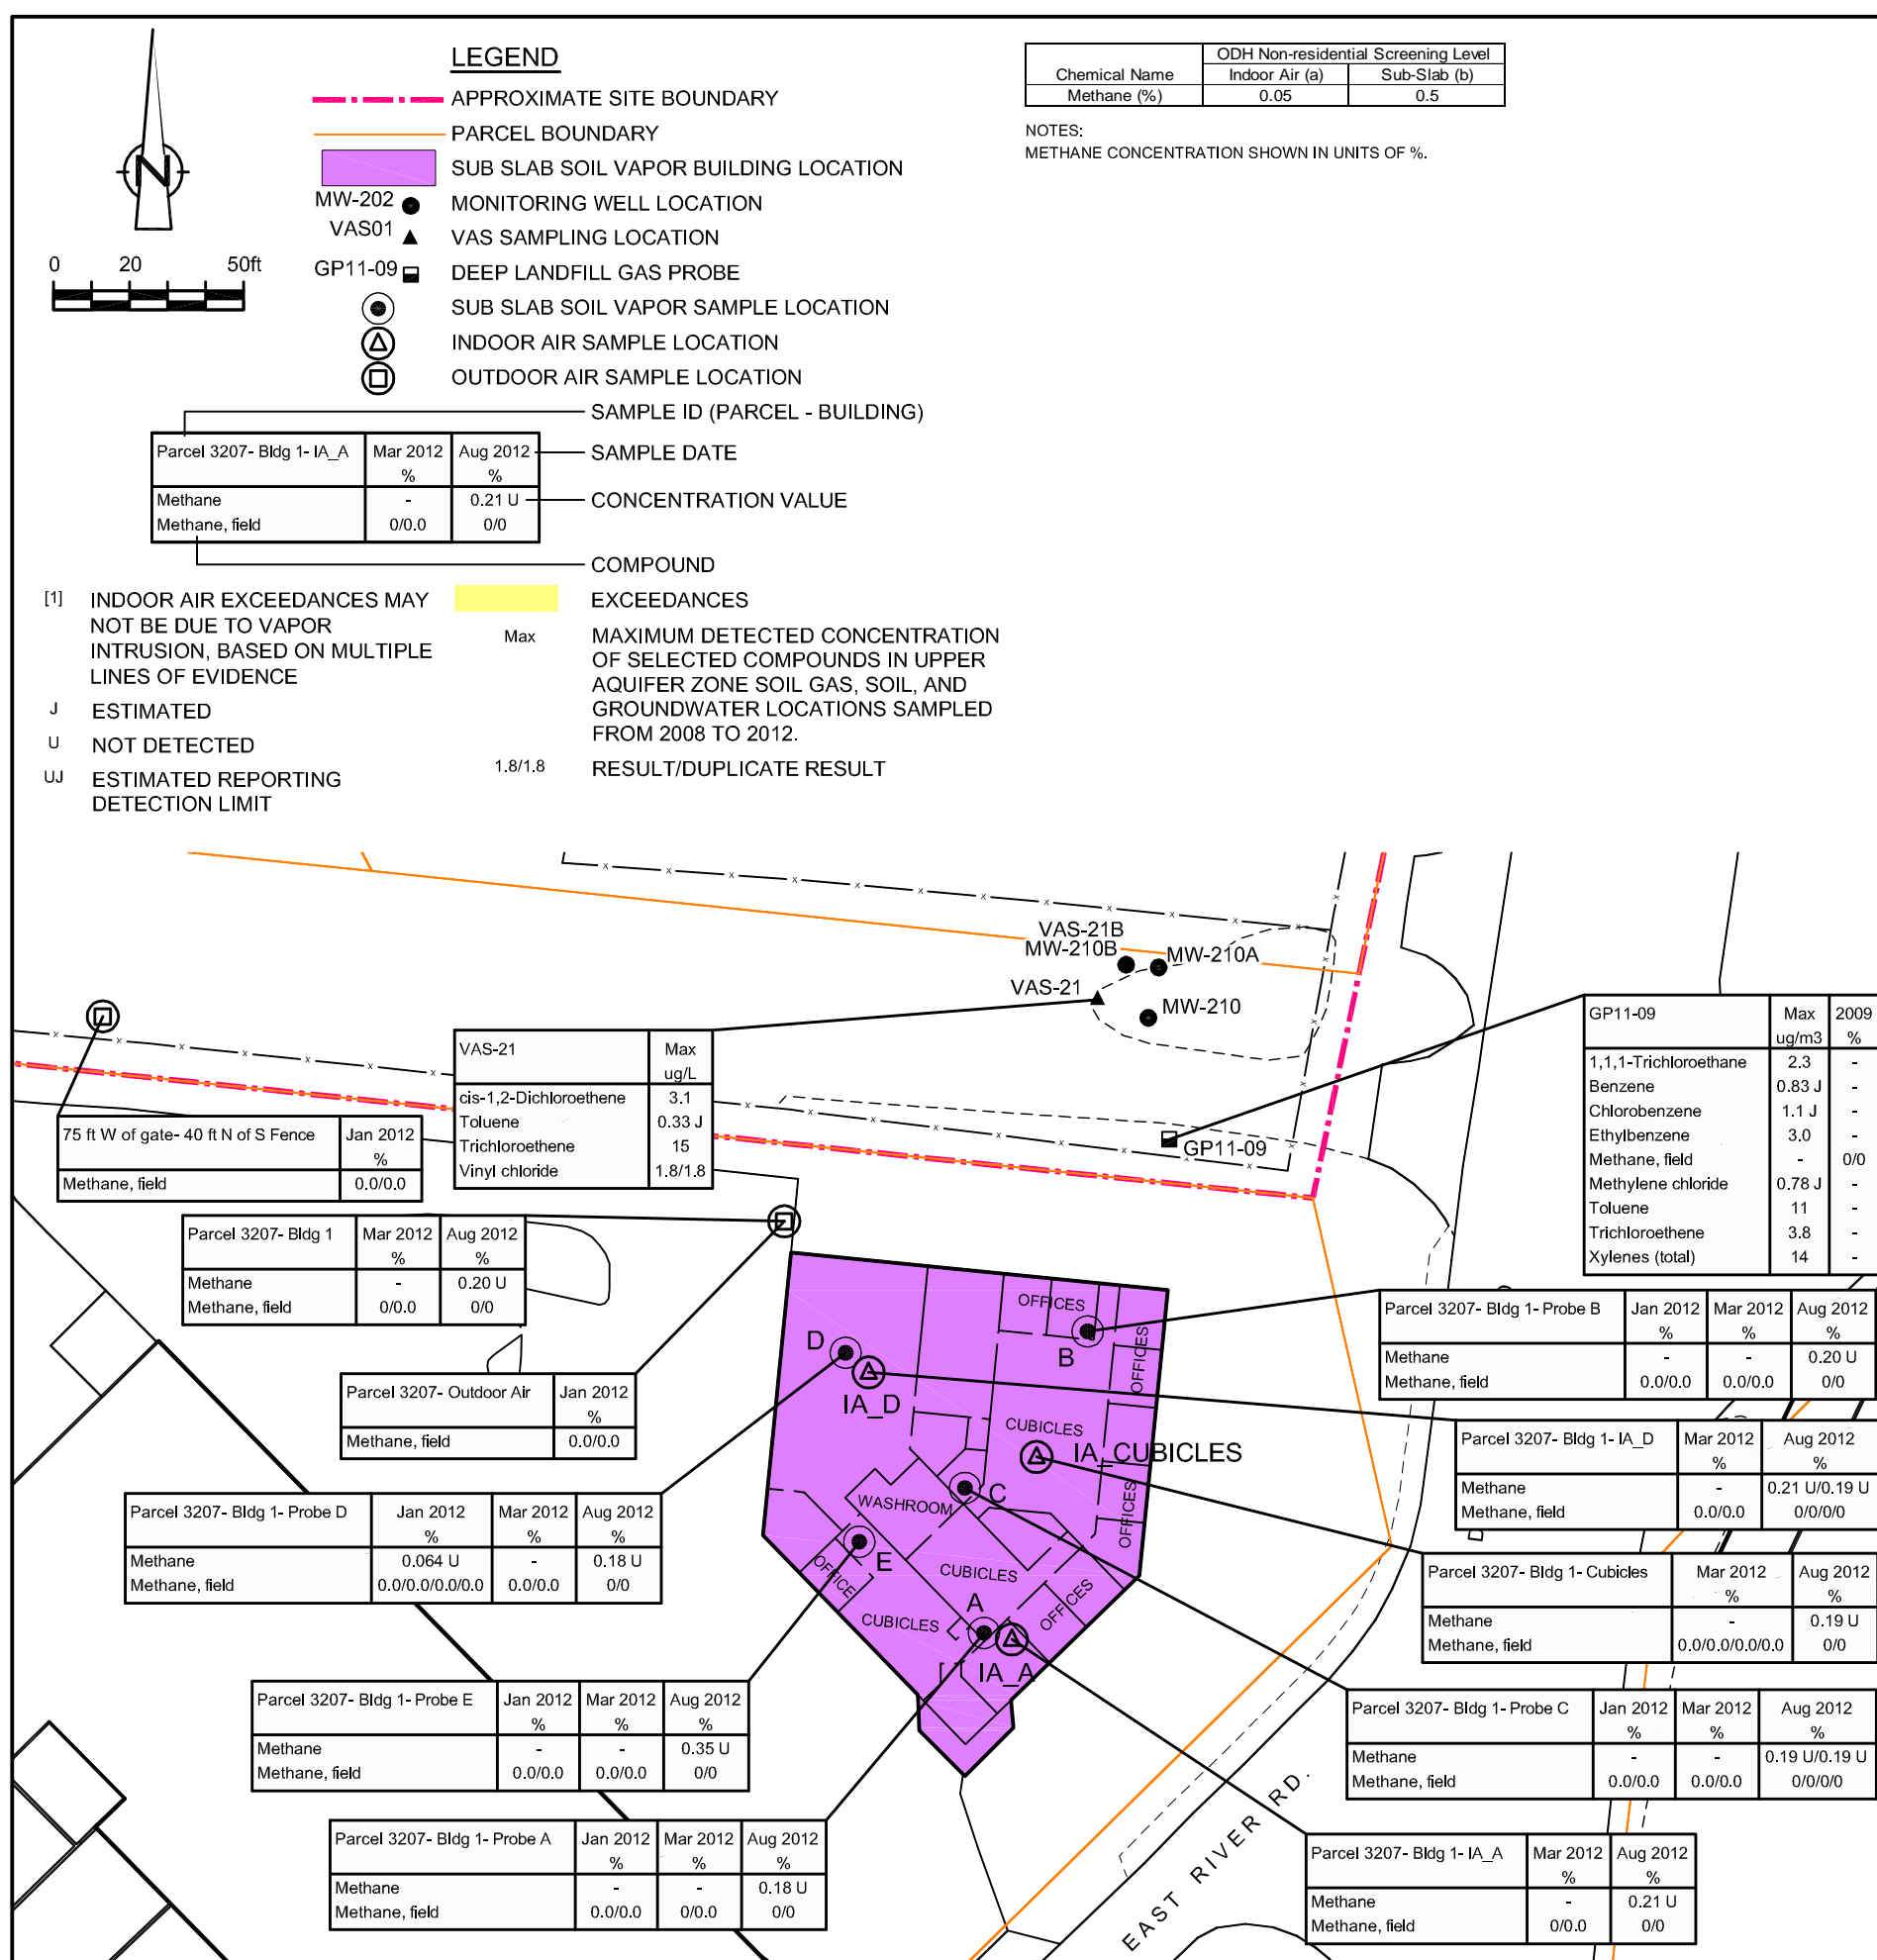 LEGEND
APPROXIMATE SITE BOUNDARY
PARCEL BOUNDARY
SUB SLAB SOIL VAPOR BUILDING LOCATION
MW-202 MONITORING WELL LOCATION
VAS01 VAS SAMPLING LOCATION
GP11-09 DEEP LANDFILL GAS PROBE
SUB SLAB SOIL VAPOR SAMPLE LOCATION
INDOOR AIR SAMPLE LOCATION
OUTDOOR AIR SAMPLE LOCATION
N
0 20 50ft
ODH Non-residential Screening Level
Chemical Name Indoor Air (a) Sub-Slab (b)
Methane (%) 0.05 0.5
NOTES:
METHANE CONCENTRATION SHOWN IN UNITS OF %.
SAMPLE ID (PARCEL - BUILDING)
Parcel 3207- Bldg 1- IA_A Mar 2012 Aug 2012 SAMPLE DATE
% %
Methane - 0.21 U CONCENTRATION VALUE
Methane, field 0/0.0 0/0
COMPOUND
[1] INDOOR AIR EXCEEDANCES MAY
NOT BE DUE TO VAPOR
INTRUSION, BASED ON MULTIPLE
LINES OF EVIDENCE
J ESTIMATED
U NOT DETECTED
UJ ESTIMATED REPORTING
DETECTION LIMIT
EXCEEDANCES
Max MAXIMUM DETECTED CONCENTRATION
OF SELECTED COMPOUNDS IN UPPER
AQUIFER ZONE SOIL GAS, SOIL, AND
GROUNDWATER LOCATIONS SAMPLED
FROM 2008 TO 2012.
1.8/1.8 RESULT/DUPLICATE RESULT
VAS-21B
MW-210B
MW-210A
VAS-21
MW-210
GP11-09
VAS-21 Max
ug/L
cis-1,2-Dichloroethene 3.1
Toluene 0.33 J
Trichloroethene 15
Vinyl chloride 1.8/1.8
GP11-09 Max 2009
ug/m3 %
1,1,1-Trichloroethane 2.3 -
Benzene 0.83 J -
Chlorobenzene 1.1 J -
Ethylbenzene 3.0 -
Methane, field - 0/0
Methylene chloride 0.78 J -
Toluene 11 -
Trichloroethene 3.8 -
Xylenes (total) 14 -
75 ft W of gate- 40 ft N of S Fence Jan 2012
%
Methane, field 0.0/0.0
Parcel 3207- Bldg 1 Mar 2012 Aug 2012
% %
Methane - 0.20 U
Methane, field 0/0.0 0/0
Parcel 3207- Outdoor Air Jan 2012
%
Methane, field 0.0/0.0
Parcel 3207- Bldg 1- Probe B Jan 2012 Mar 2012 Aug 2012
% % %
Methane - - 0.20 U
Methane, field 0.0/0.0 0.0/0.0 0/0
Parcel 3207- Bldg 1- IA_D Mar 2012 Aug 2012
% %
Methane - 0.21 U/0.19 U
Methane, field 0.0/0.0 0/0/0/0
Parcel 3207- Bldg 1- Probe D Jan 2012 Mar 2012 Aug 2012
% % %
Methane 0.064 U - 0.18 U
Methane, field 0.0/0.0/0.0/0.0 0.0/0.0 0/0
Parcel 3207- Bldg 1- Cubicles Mar 2012 Aug 2012
% %
Methane - 0.19 U
Methane, field 0.0/0.0/0.0/0.0 0/0
Parcel 3207- Bldg 1- Probe E Jan 2012 Mar 2012 Aug 2012
% % %
Methane - - 0.35 U
Methane, field 0.0/0.0 0.0/0.0 0/0
Parcel 3207- Bldg 1- Probe C Jan 2012 Mar 2012 Aug 2012
% % %
Methane - - 0.19 U/0.19 U
Methane, field 0.0/0.0 0.0/0.0 0/0/0/0
Parcel 3207- Bldg 1- Probe A Jan 2012 Mar 2012 Aug 2012
% % %
Methane - - 0.18 U
Methane, field 0.0/0.0 0/0.0 0/0
Parcel 3207- Bldg 1- IA_A Mar 2012 Aug 2012
% %
Methane - 0.21 U
Methane, field 0/0.0 0/0
OFFICES
B
OFFICES
D
IA_D
CUBICLES
IA_CUBICLES
C
WASHROOM
OFFICES
E
OFFICE
CUBICLES
A
OFFICES
CUBICLES
IA_A
EAST RIVER RD.